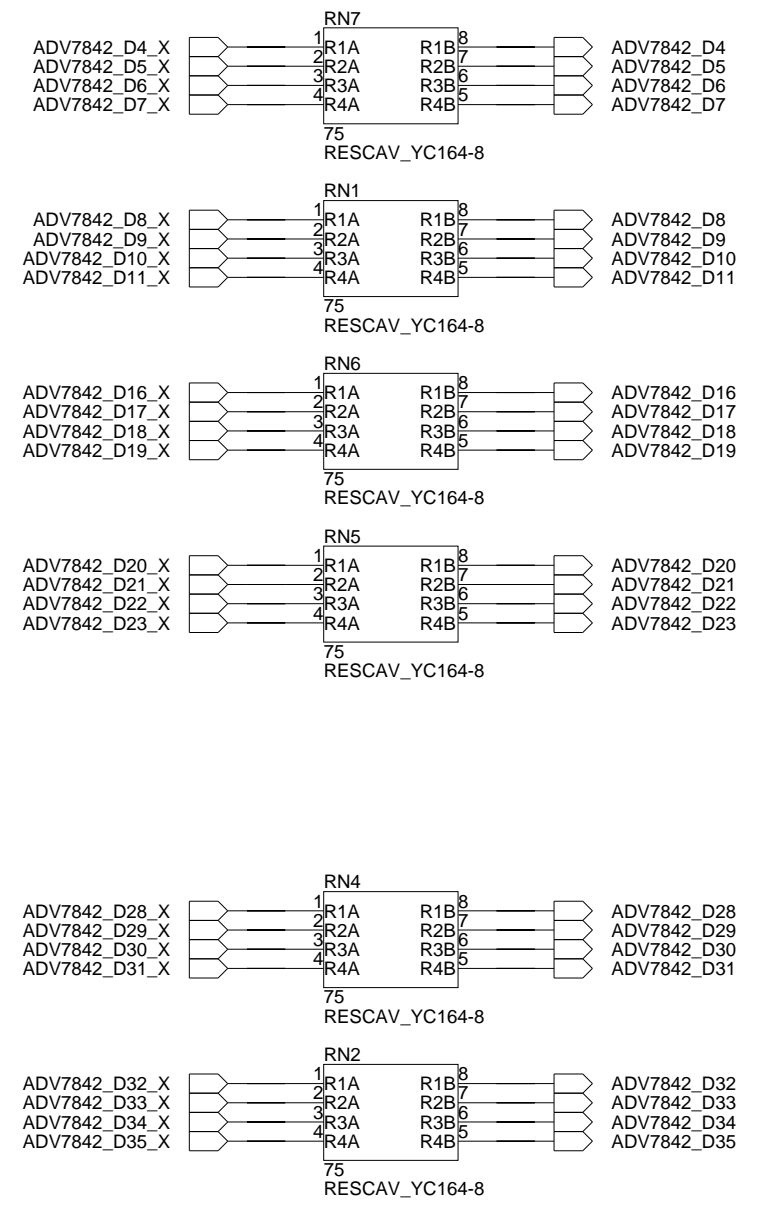 RN7
ADV7842_D4_X 1 R1A R1B 8 ADV7842_D4
ADV7842_D5_X 2 R2A R2B 7 ADV7842_D5
ADV7842_D6_X 3 R3A R3B 6 ADV7842_D6
ADV7842_D7_X 4 R4A R4B 5 ADV7842_D7
75
RESCAV_YC164-8
RN1
ADV7842_D8_X 1 R1A R1B 8 ADV7842_D8
ADV7842_D9_X 2 R2A R2B 7 ADV7842_D9
ADV7842_D10_X 3 R3A R3B 6 ADV7842_D10
ADV7842_D11_X 4 R4A R4B 5 ADV7842_D11
75
RESCAV_YC164-8
RN6
ADV7842_D16_X 1 R1A R1B 8 ADV7842_D16
ADV7842_D17_X 2 R2A R2B 7 ADV7842_D17
ADV7842_D18_X 3 R3A R3B 6 ADV7842_D18
ADV7842_D19_X 4 R4A R4B 5 ADV7842_D19
75
RESCAV_YC164-8
RN5
ADV7842_D20_X 1 R1A R1B 8 ADV7842_D20
ADV7842_D21_X 2 R2A R2B 7 ADV7842_D21
ADV7842_D22_X 3 R3A R3B 6 ADV7842_D22
ADV7842_D23_X 4 R4A R4B 5 ADV7842_D23
75
RESCAV_YC164-8
RN4
ADV7842_D28_X 1 R1A R1B 8 ADV7842_D28
ADV7842_D29_X 2 R2A R2B 7 ADV7842_D29
ADV7842_D30_X 3 R3A R3B 6 ADV7842_D30
ADV7842_D31_X 4 R4A R4B 5 ADV7842_D31
75
RESCAV_YC164-8
RN2
ADV7842_D32_X 1 R1A R1B 8 ADV7842_D32
ADV7842_D33_X 2 R2A R2B 7 ADV7842_D33
ADV7842_D34_X 3 R3A R3B 6 ADV7842_D34
ADV7842_D35_X 4 R4A R4B 5 ADV7842_D35
75
RESCAV_YC164-8